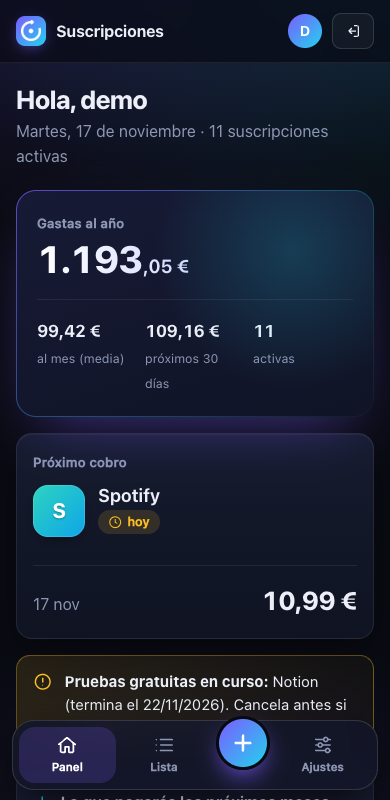 Suscripciones
D
Hola, demo
Martes, 17 de noviembre · 11 suscripciones
activas
Gastas al año
1.193,05 €
99,42 € 109,16 € 11
al mes (media) próximos 30 activas
días
Próximo cobro
S
Spotify
hoy
17 nov 10,99 €
Pruebas gratuitas en curso: Notion
(termina el 22/11/2026). Cancela antes si
Panel Lista Ajustes